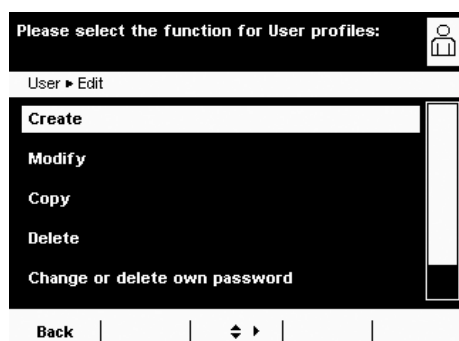 Please select the function for User profiles:
User ▸ Edit
Create
Modify
Copy
Delete
Change or delete own password
Back